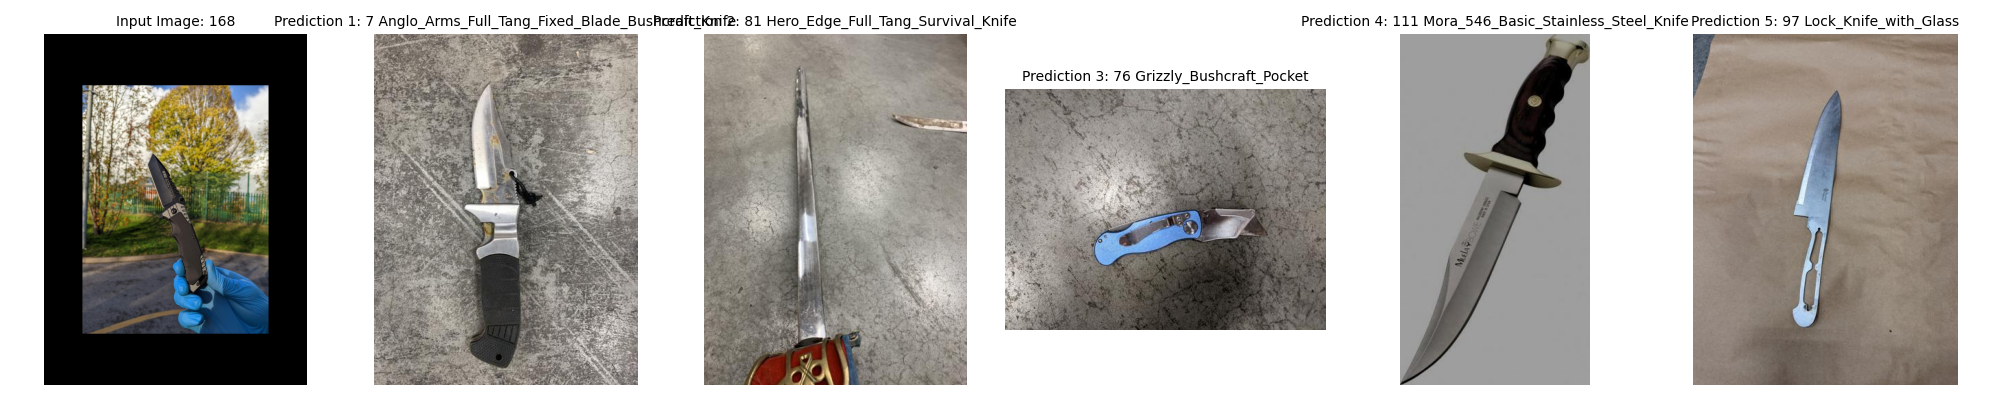 Input Image: 168
Prediction 1: 7 Anglo_Arms_Full_Tang_Fixed_Blade_Bushcraft_Knife
Prediction 2: 81 Hero_Edge_Full_Tang_Survival_Knife
Prediction 3: 76 Grizzly_Bushcraft_Pocket
Prediction 4: 111 Mora_546_Basic_Stainless_Steel_Knife
Prediction 5: 97 Lock_Knife_with_Glass